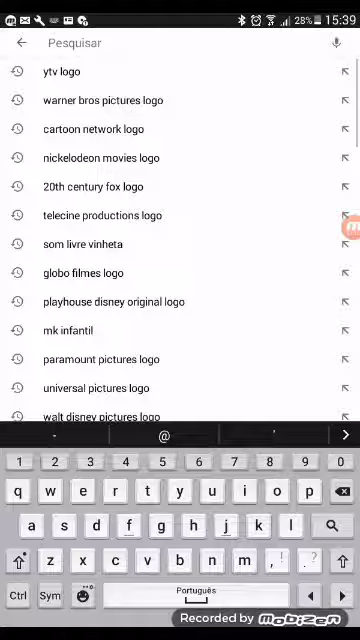 28% 15:39
Pesquisar
ytv logo
warner bros pictures logo
cartoon network logo
nickelodeon movies logo
20th century fox logo
telecine productions logo
som livre vinheta
globo filmes logo
playhouse disney original logo
mk infantil
paramount pictures logo
universal pictures logo
walt disney pictures logo
- @ '
1 2 3 4 5 6 7 8 9 0
q w e r t y u i o p
a s d f g h j k l
z x c v b n m ,! .?
Ctrl Sym Português
Recorded by Mobizen